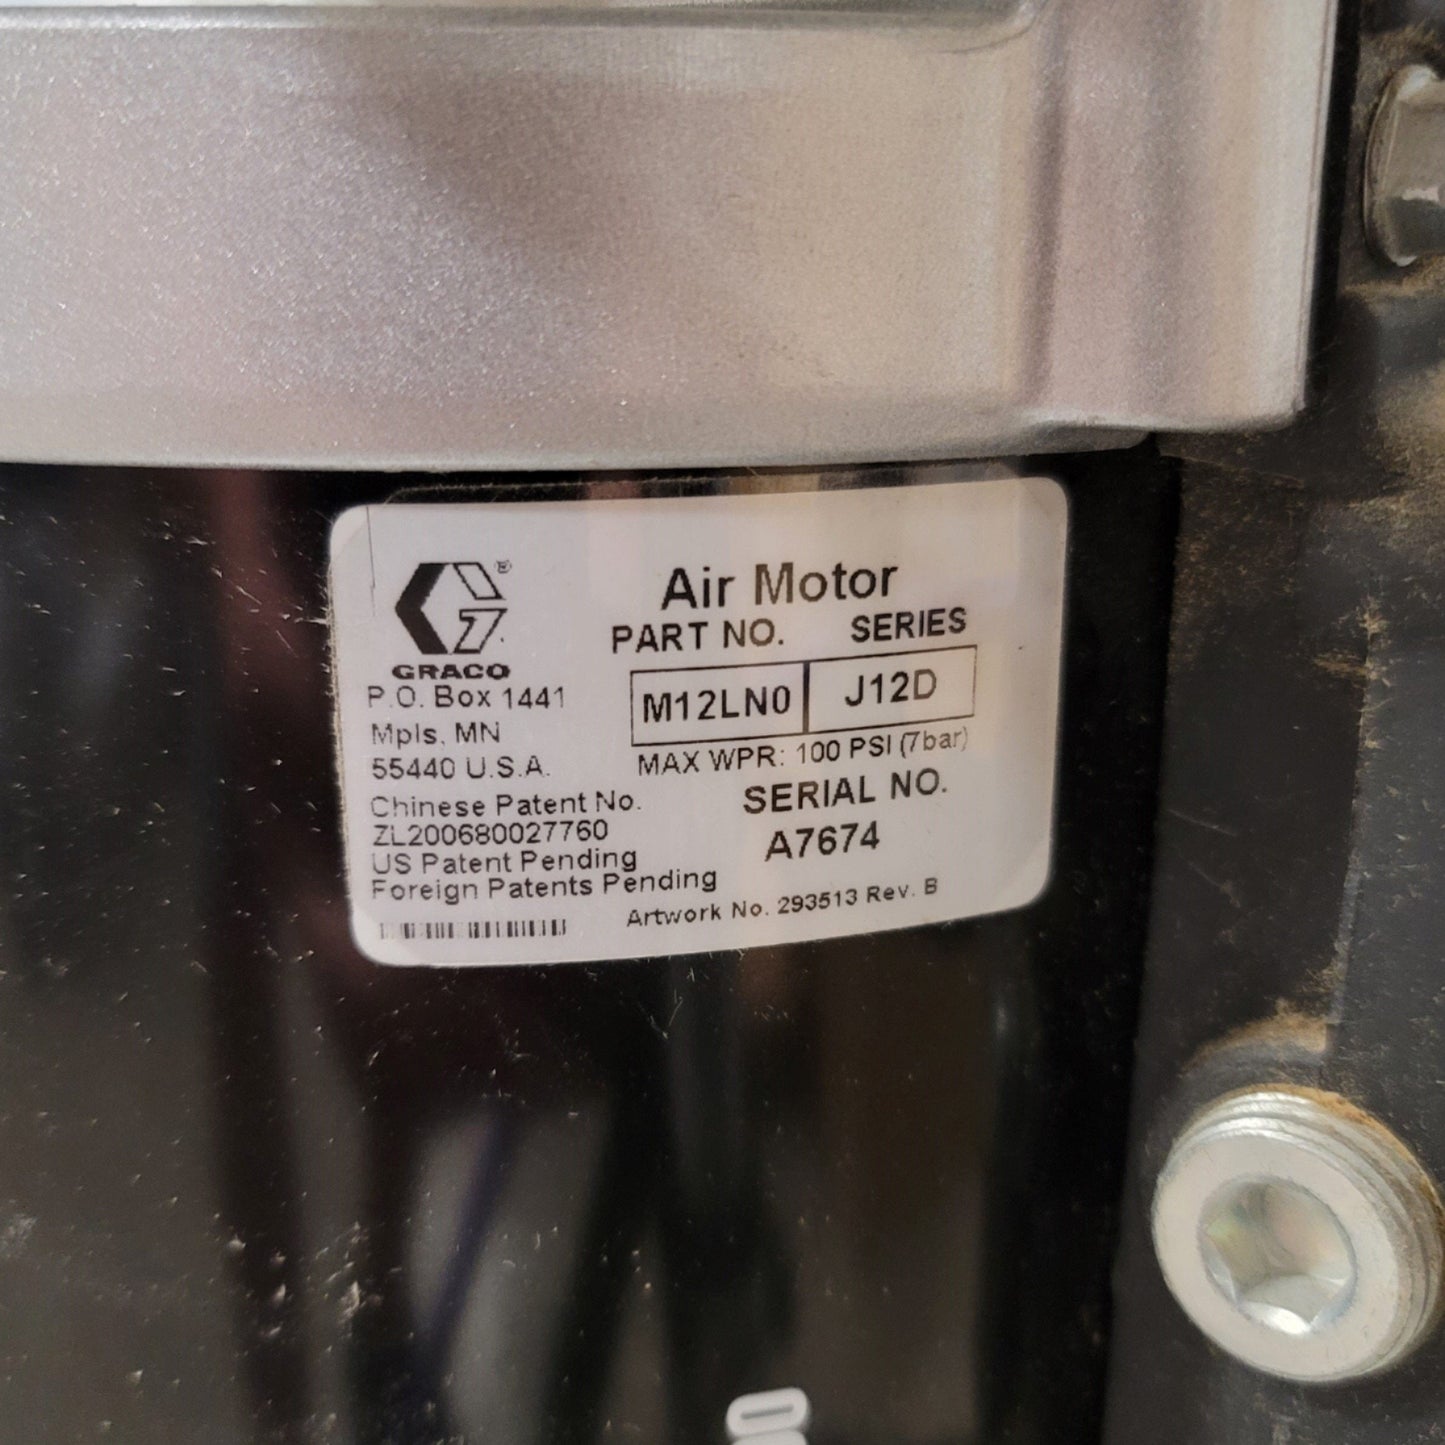 ®
GRACO
P.O. Box 1441
Mpls, MN
55440 U.S.A.
Chinese Patent No.
ZL200680027760
US Patent Pending
Foreign Patents Pending
Air Motor
PART NO. SERIES
M12LN0 J12D
MAX WPR: 100 PSI (7bar)
SERIAL NO.
A7674
Artwork No. 293513 Rev. B